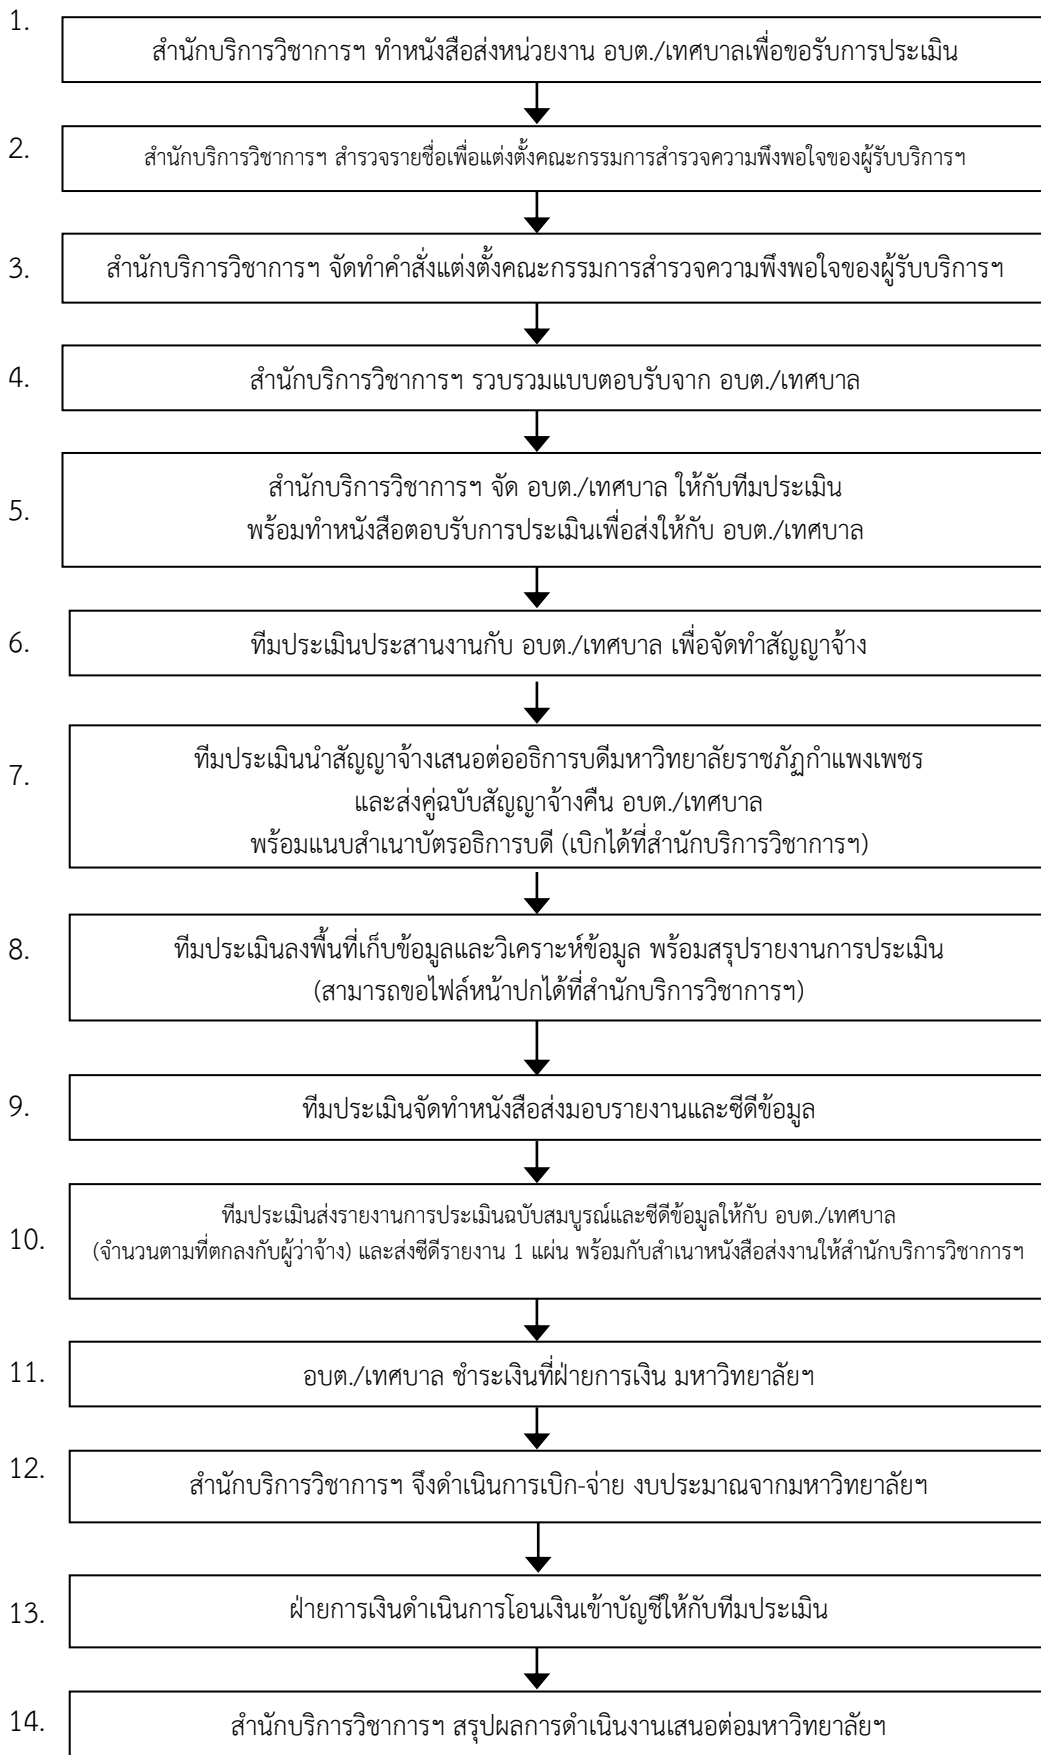 1.
สำนักบริการวิชาการฯ ทำหนังสือส่งหน่วยงาน อบต./เทศบาลเพื่อขอรับการประเมิน
2.
สำนักบริการวิชาการฯ สำรวจรายชื่อเพื่อแต่งตั้งคณะกรรมการสำรวจความพึงพอใจของผู้รับบริการฯ
3.
สำนักบริการวิชาการฯ จัดทำคำสั่งแต่งตั้งคณะกรรมการสำรวจความพึงพอใจของผู้รับบริการฯ
4.
สำนักบริการวิชาการฯ รวบรวมแบบตอบรับจาก อบต./เทศบาล
5.
สำนักบริการวิชาการฯ จัด อบต./เทศบาล ให้กับทีมประเมิน
พร้อมทำหนังสือตอบรับการประเมินเพื่อส่งให้กับ อบต./เทศบาล
6.
ทีมประเมินประสานงานกับ อบต./เทศบาล เพื่อจัดทำสัญญาจ้าง
7.
ทีมประเมินนำสัญญาจ้างเสนอต่ออธิการบดีมหาวิทยาลัยราชภัฏกำแพงเพชร
และส่งคู่ฉบับสัญญาจ้างคืน อบต./เทศบาล
พร้อมแนบสำเนาบัตรอธิการบดี (เบิกได้ที่สำนักบริการวิชาการฯ)
8.
ทีมประเมินลงพื้นที่เก็บข้อมูลและวิเคราะห์ข้อมูล พร้อมสรุปรายงานการประเมิน
(สามารถขอไฟล์หน้าปกได้ที่สำนักบริการวิชาการฯ)
9.
ทีมประเมินจัดทำหนังสือส่งมอบรายงานและซีดีข้อมูล
10.
ทีมประเมินส่งรายงานการประเมินฉบับสมบูรณ์และซีดีข้อมูลให้กับ อบต./เทศบาล
(จำนวนตามที่ตกลงกับผู้ว่าจ้าง) และส่งซีดีรายงาน 1 แผ่น พร้อมกับสำเนาหนังสือส่งงานให้สำนักบริการวิชาการฯ
11.
อบต./เทศบาล ชำระเงินที่ฝ่ายการเงิน มหาวิทยาลัยฯ
12.
สำนักบริการวิชาการฯ จึงดำเนินการเบิก-จ่าย งบประมาณจากมหาวิทยาลัยฯ
13.
ฝ่ายการเงินดำเนินการโอนเงินเข้าบัญชีให้กับทีมประเมิน
14.
สำนักบริการวิชาการฯ สรุปผลการดำเนินงานเสนอต่อมหาวิทยาลัยฯ